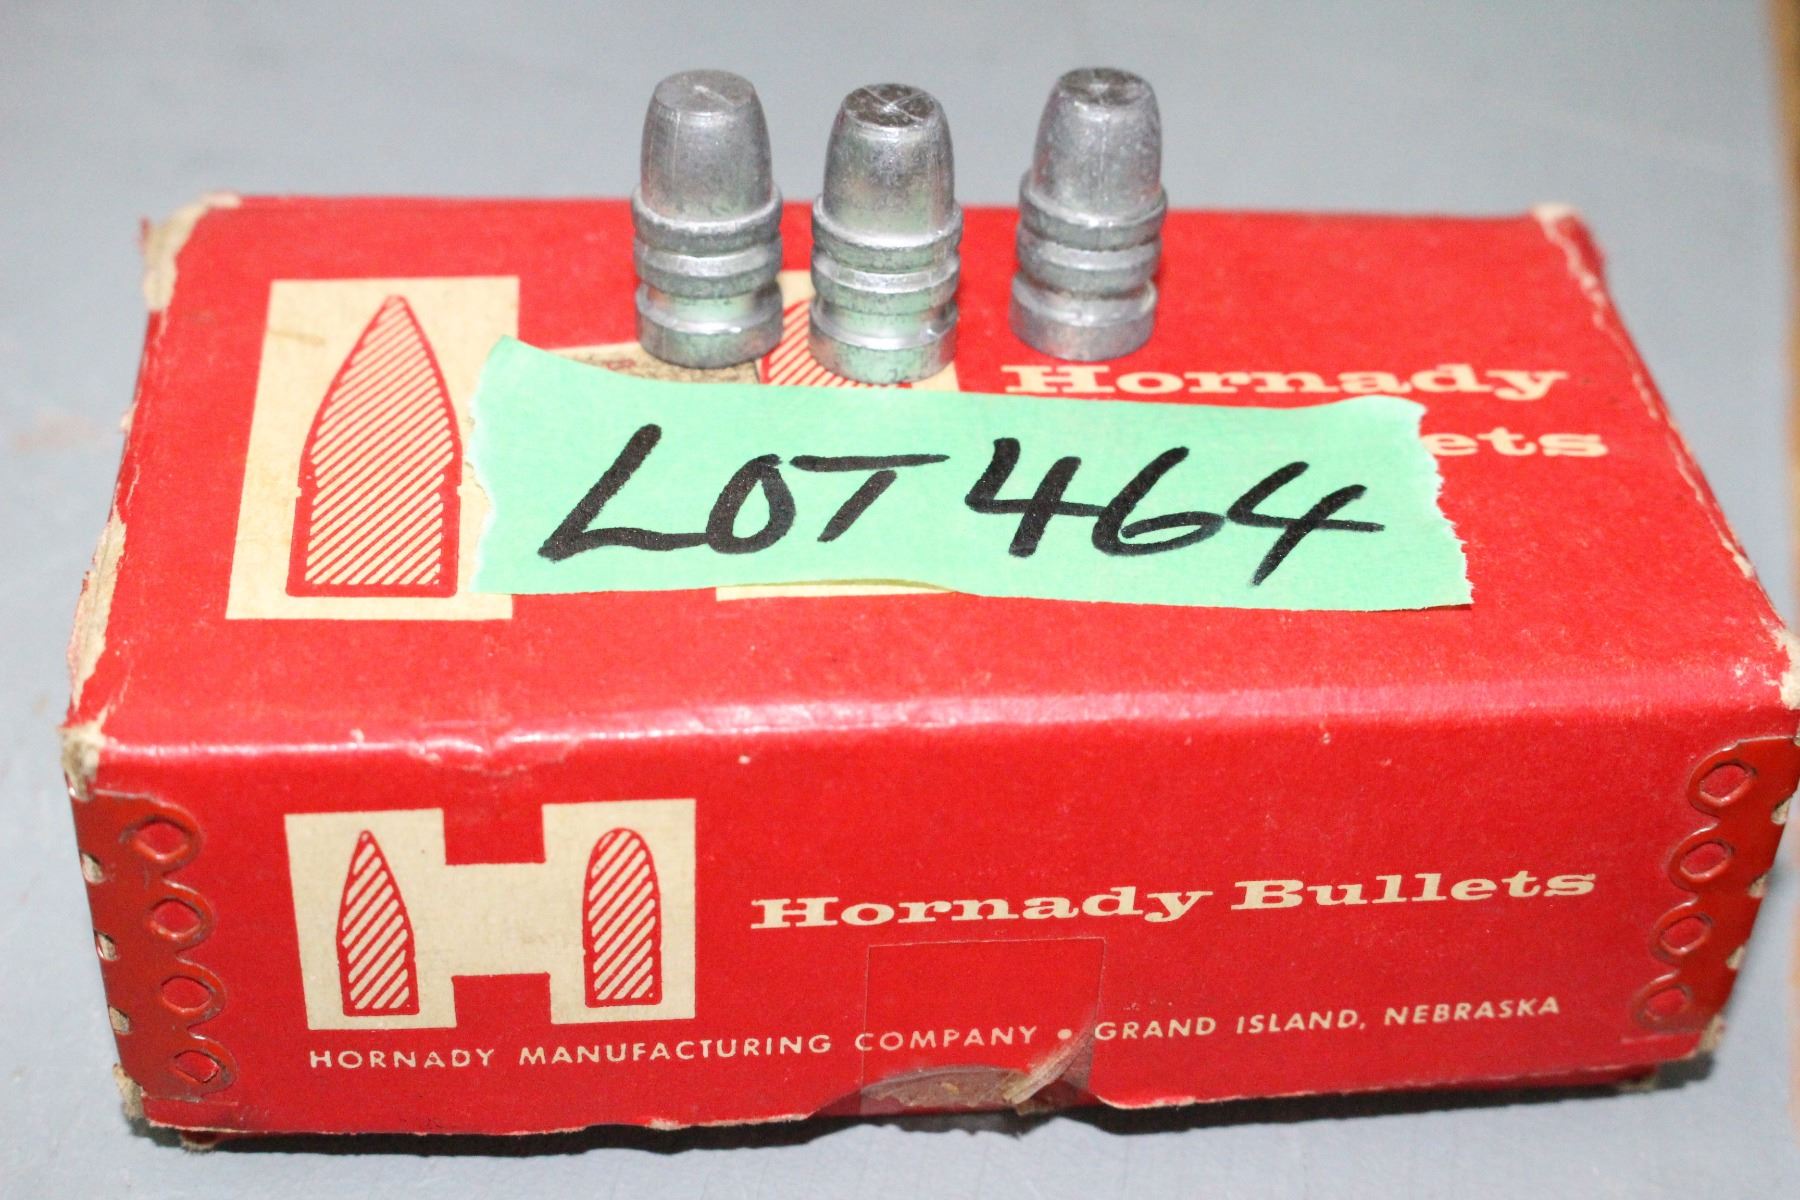 Hornady
ets
LOT 464
Hornady Bullets
HORNADY MANUFACTURING COMPANY • GRAND ISLAND, NEBRASKA